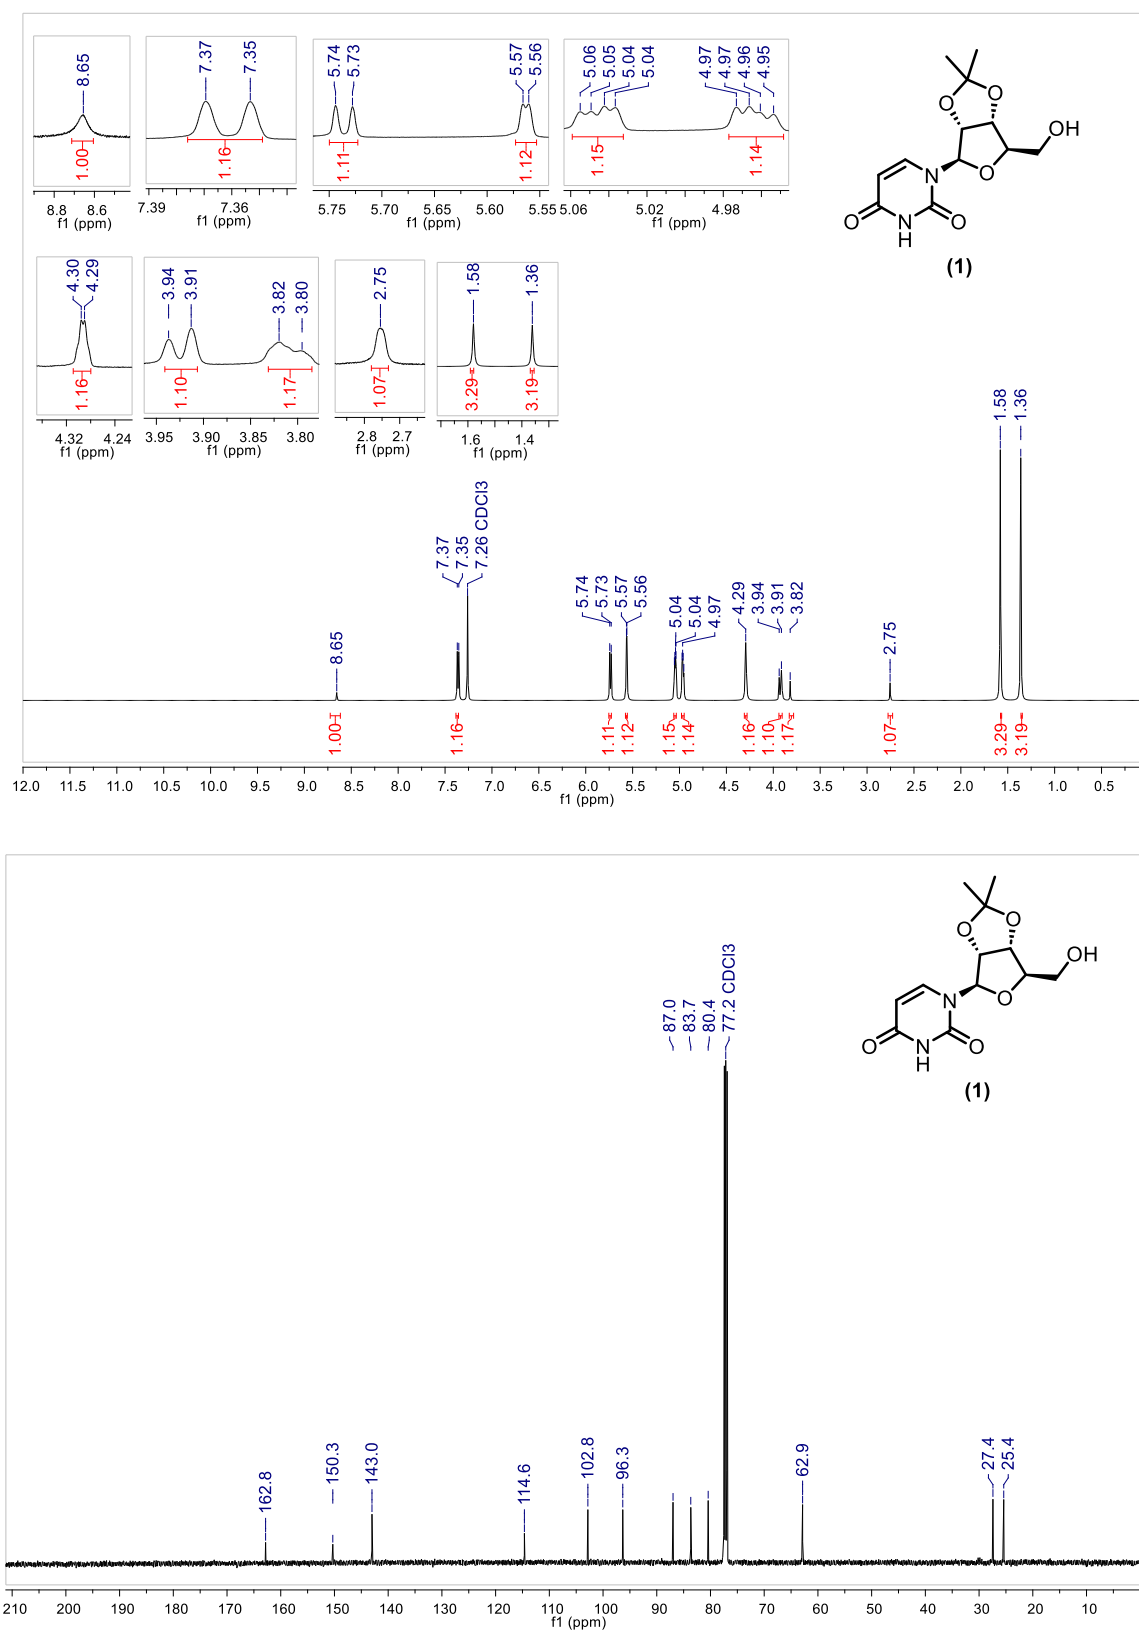 8.65
1.00
8.8 8.6
f1 (ppm)
7.37 7.35
1.16
7.39 7.36
f1 (ppm)
5.74 5.73 5.57 5.56
1.11 1.12
5.75 5.70 5.65 5.60 5.55
f1 (ppm)
5.06 5.05 5.04 5.04 4.97 4.97 4.96 4.95
1.15 1.14
5.06 5.02 4.98
f1 (ppm)
O O OH
N O
O N H O
(1)
4.30 4.29
1.16
4.32 4.24
f1 (ppm)
3.94 3.91 3.82 3.80
1.10 1.17
3.95 3.90 3.85 3.80
f1 (ppm)
2.75
1.07
2.8 2.7
f1 (ppm)
1.58 1.36
3.29 3.19
1.6 1.4
f1 (ppm)
8.65 7.37 7.35 7.26 CDCl3 5.74 5.73 5.57 5.56 5.04 5.04 4.97 4.29 3.94 3.91 3.82 2.75 1.58 1.36
1.00 1.16 1.11 1.12 1.15 1.14 1.16 1.10 1.17 1.07 3.29 3.19
12.0 11.5 11.0 10.5 10.0 9.5 9.0 8.5 8.0 7.5 7.0 6.5 6.0 5.5 5.0 4.5 4.0 3.5 3.0 2.5 2.0 1.5 1.0 0.5
f1 (ppm)
O O OH
N O
O N H O
(1)
162.8 150.3 143.0 114.6 102.8 96.3 87.0 83.7 80.4 77.2 CDCl3 62.9 27.4 25.4
210 200 190 180 170 160 150 140 130 120 110 100 90 80 70 60 50 40 30 20 10
f1 (ppm)